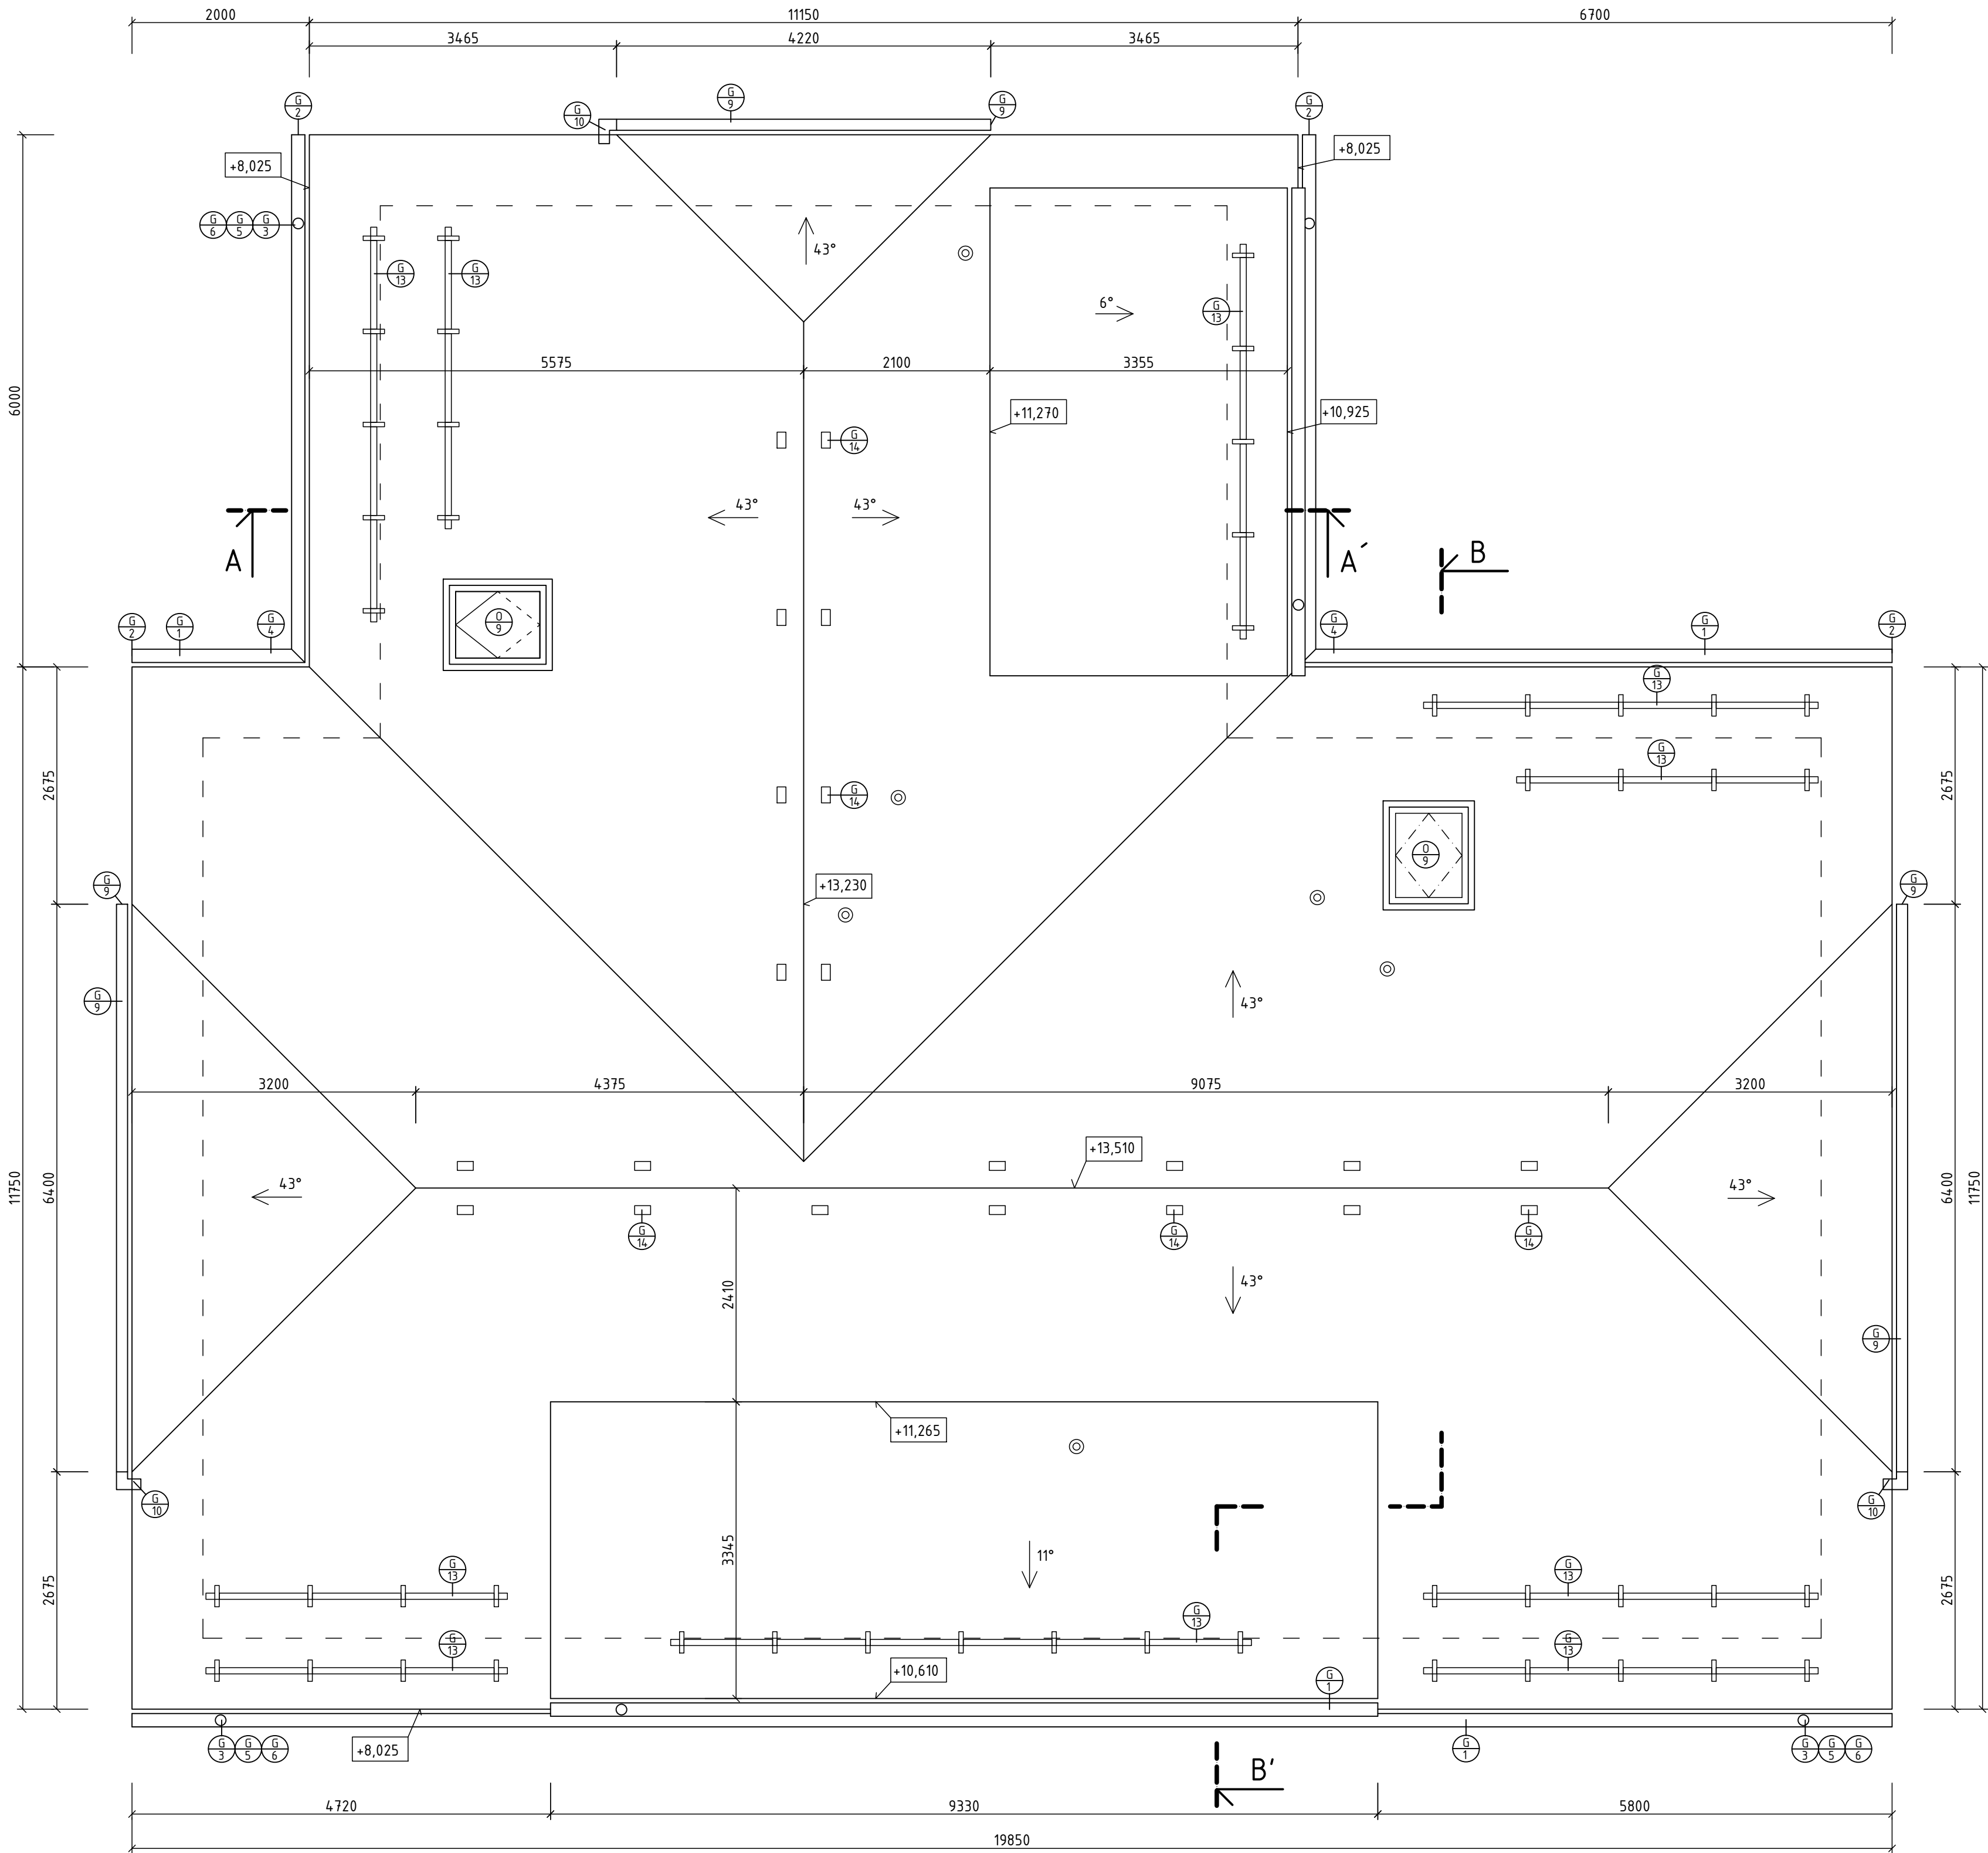 2000 11150 6700
3465 4220 3465
G 2
G 10
G 9
G 9
G 2
+8,025
+8,025
G 6 G 5 G 3
43°
G 13
G 13
6°
G 13
5575 2100 3355
6000
+11,270
+10,925
G 14
43° 43°
A
A´
B
G 2
G 1
G 4
O 9
G 4
G 1
G 2
G 13
G 13
2675
2675
G 14
O 9
+13,230
G 9
G 9
G 9
43°
3200 4375 9075 3200
+13,510
11750
6400
43°
43°
6400
11750
G 14
G 14
G 14
2410
43°
G 9
+11,265
G 10
G 10
3345
11°
2675
G 13
G 13
2675
G 13
G 13
G 13
+10,610
G 1
+8,025
G 3 G 5 G 6
G 1
G 3 G 5 G 6
B'
4720 9330 5800
19850